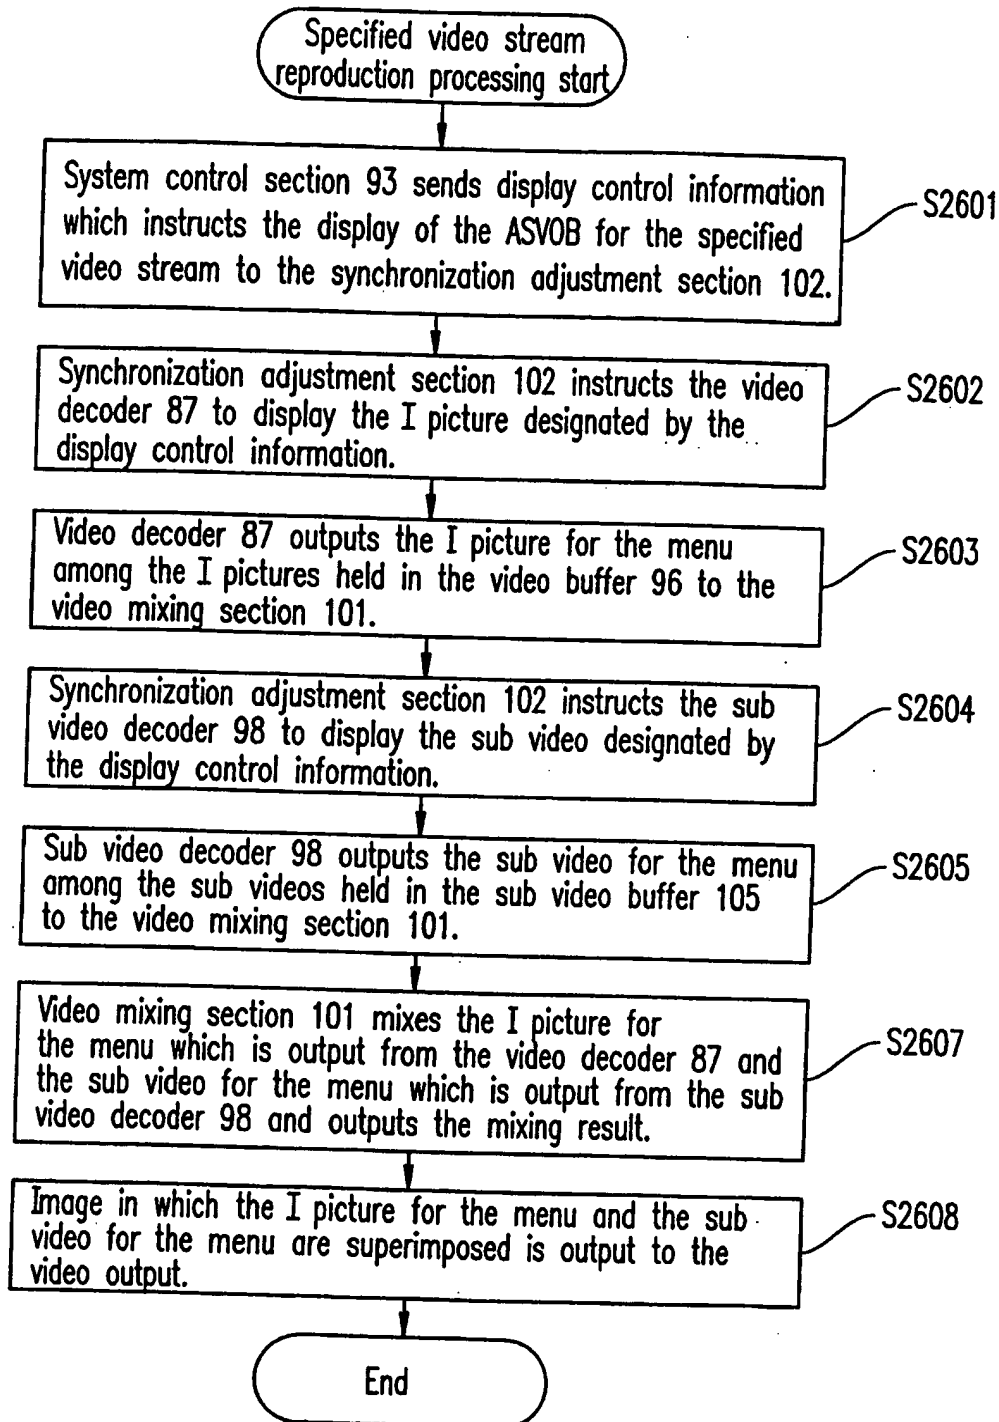 Specified video stream
reproduction processing start
System control section 93 sends display control information
which instructs the display of the ASVOB for the specified
video stream to the synchronization adjustment section 102.
S2601
Synchronization adjustment section 102 instructs the video
decoder 87 to display the I picture designated by the
display control information.
S2602
Video decoder 87 outputs the I picture for the menu
among the I pictures held in the video buffer 96 to the
video mixing section 101.
S2603
Synchronization adjustment section 102 instructs the sub
video decoder 98 to display the sub video designated by
the display control information.
S2604
Sub video decoder 98 outputs the sub video for the menu
among the sub videos held in the sub video buffer 105
to the video mixing section 101.
S2605
Video mixing section 101 mixes the I picture for
the menu which is output from the video decoder 87 and
the sub video for the menu which is output from the sub
video decoder 98 and outputs the mixing result.
S2607
Image in which the I picture for the menu and the sub
video for the menu are superimposed is output to the
video output.
S2608
End